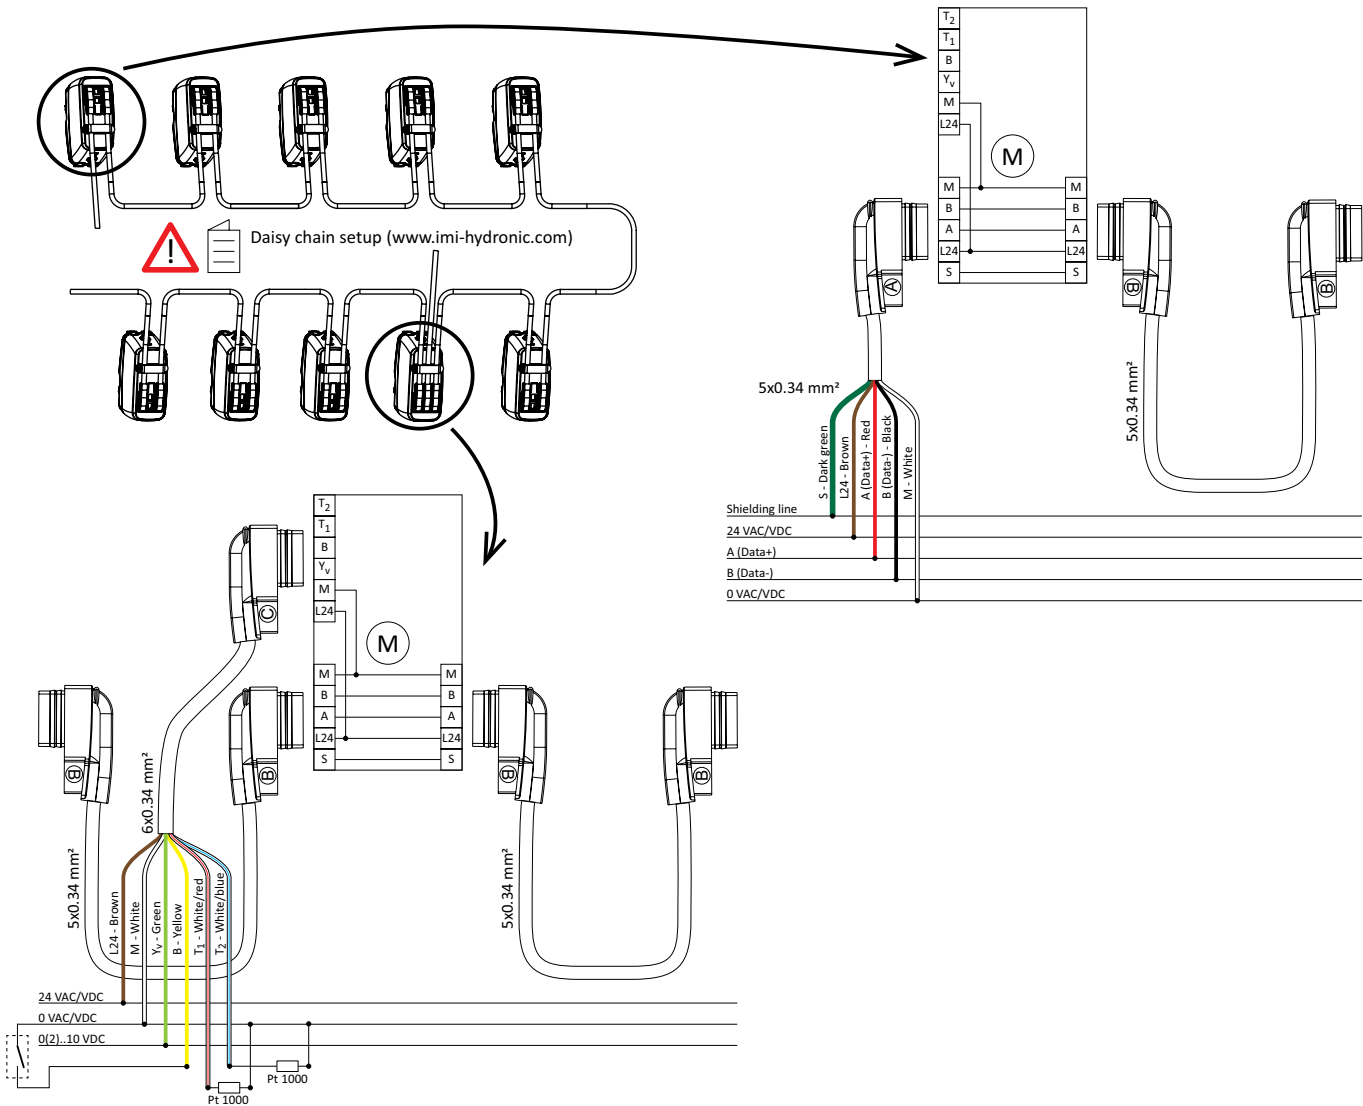 T2
T1
B
Yv
M
L24
M
M
B
A
L24
S
M
B
A
L24
S
!
Daisy chain setup (www.imi-hydronic.com)
A
B
B
5x0.34 mm²
5x0.34 mm²
S - Dark green
L24 - Brown
A (Data+) - Red
B (Data-) - Black
M - White
Shielding line
24 VAC/VDC
A (Data+)
B (Data-)
0 VAC/VDC
T2
T1
B
Yv
M
L24
M
M
B
A
L24
S
M
B
A
L24
S
C
B
B
B
B
6x0.34 mm²
5x0.34 mm²
5x0.34 mm²
L24 - Brown
M - White
Yv - Green
B - Yellow
T1 - White/red
T2 - White/blue
24 VAC/VDC
0 VAC/VDC
0(2)..10 VDC
Pt 1000
Pt 1000